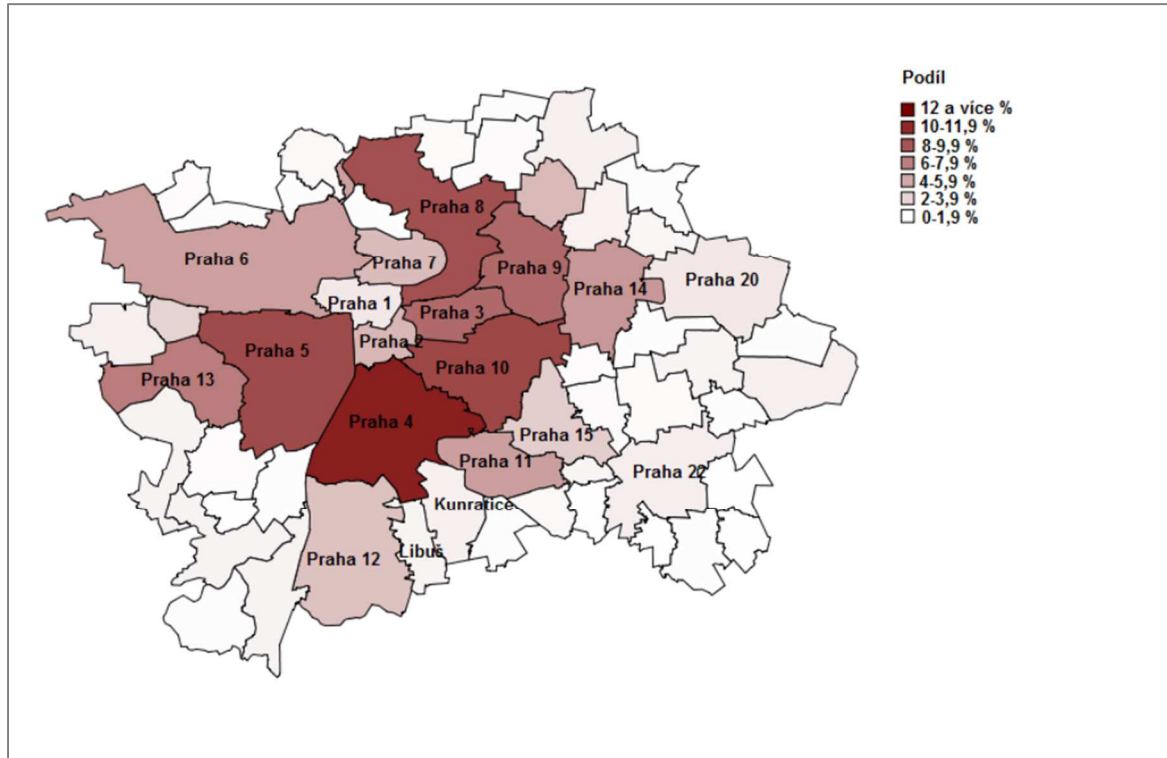 Podíl
12 a více %
10-11,9 %
8-9,9 %
6-7,9 %
4-5,9 %
2-3,9 %
0-1,9 %
Praha 8
Praha 6
Praha 7
Praha 9
Praha 20
Praha 14
Praha 1
Praha 3
Praha 2
Praha 5
Praha 10
Praha 13
Praha 4
Praha 15
Praha 11
Praha 22
Kunratice
Libuš
Praha 12